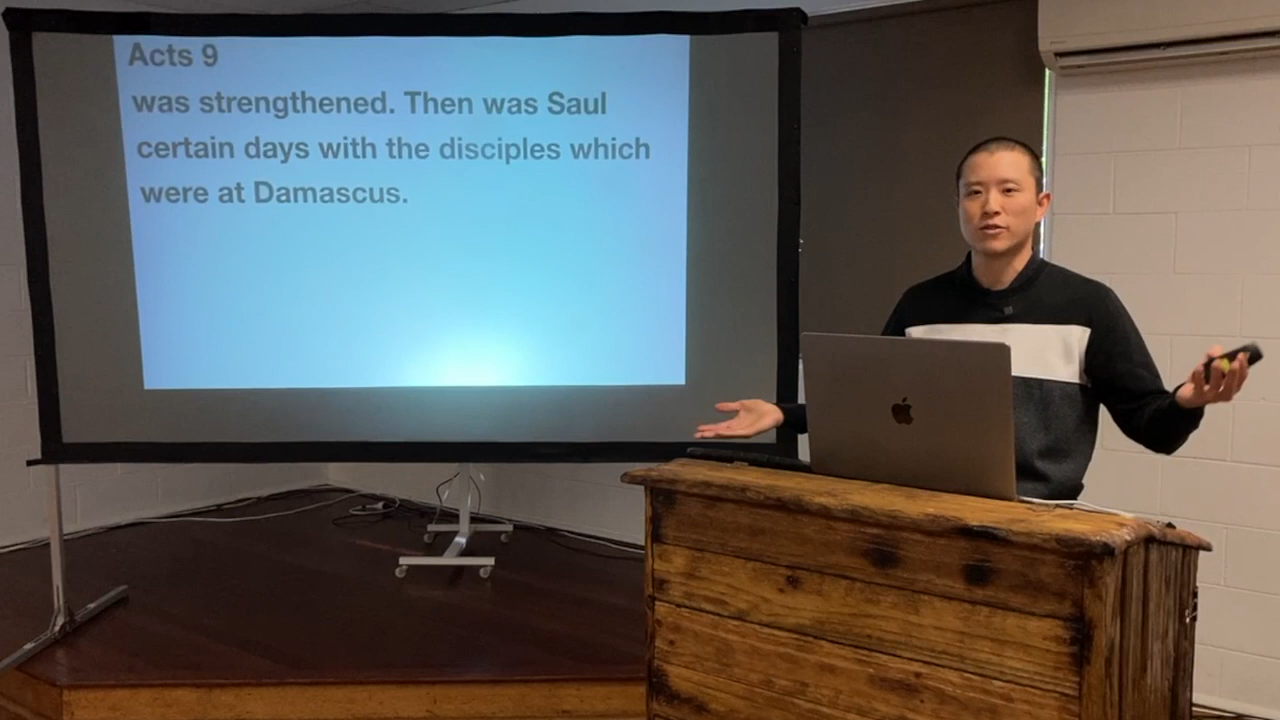 Acts 9
was strengthened. Then was Saul
certain days with the disciples which
were at Damascus.